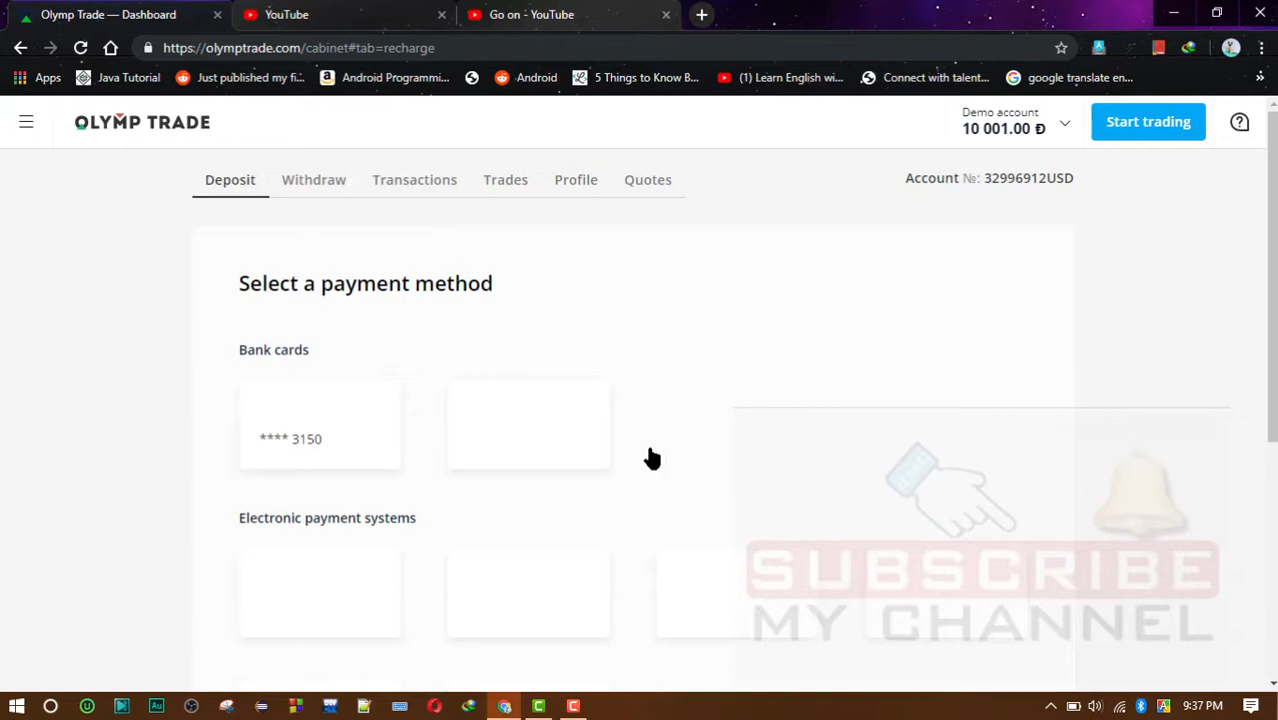 Olymp Trade — Dashboard
YouTube
Go on - YouTube
https://olymptrade.com/cabinet#tab=recharge
Apps
Java Tutorial
Just published my fi...
Android Programmin...
Android
5 Things to Know B...
(1) Learn English wi...
Connect with talent...
google translate en...
OLYMP TRADE
Demo account
10 001.00 Đ
Start trading
Deposit
Withdraw
Transactions
Trades
Profile
Quotes
Account №: 32996912USD
Select a payment method
Bank cards
**** 3150
Electronic payment systems
SUBSCRIBE
MY CHANNEL
9:37 PM